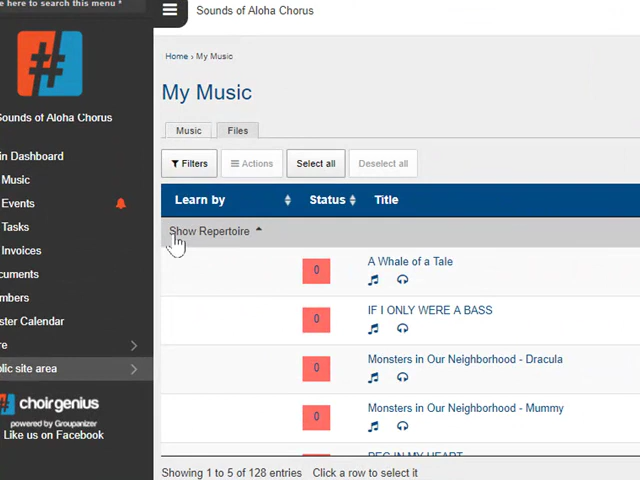 e here to search this menu *
Sounds of Aloha Chorus
Sounds of Aloha Chorus
in Dashboard
Music
Events
Tasks
Invoices
cuments
mbers
ster Calendar
re
blic site area
choirgenius
powered by Groupanizer
Like us on Facebook
Home › My Music
My Music
Music Files
Filters Actions Select all Deselect all
Learn by Status Title
Show Repertoire
0 A Whale of a Tale
0 IF I ONLY WERE A BASS
0 Monsters in Our Neighborhood - Dracula
0 Monsters in Our Neighborhood - Mummy
Showing 1 to 5 of 128 entries Click a row to select it